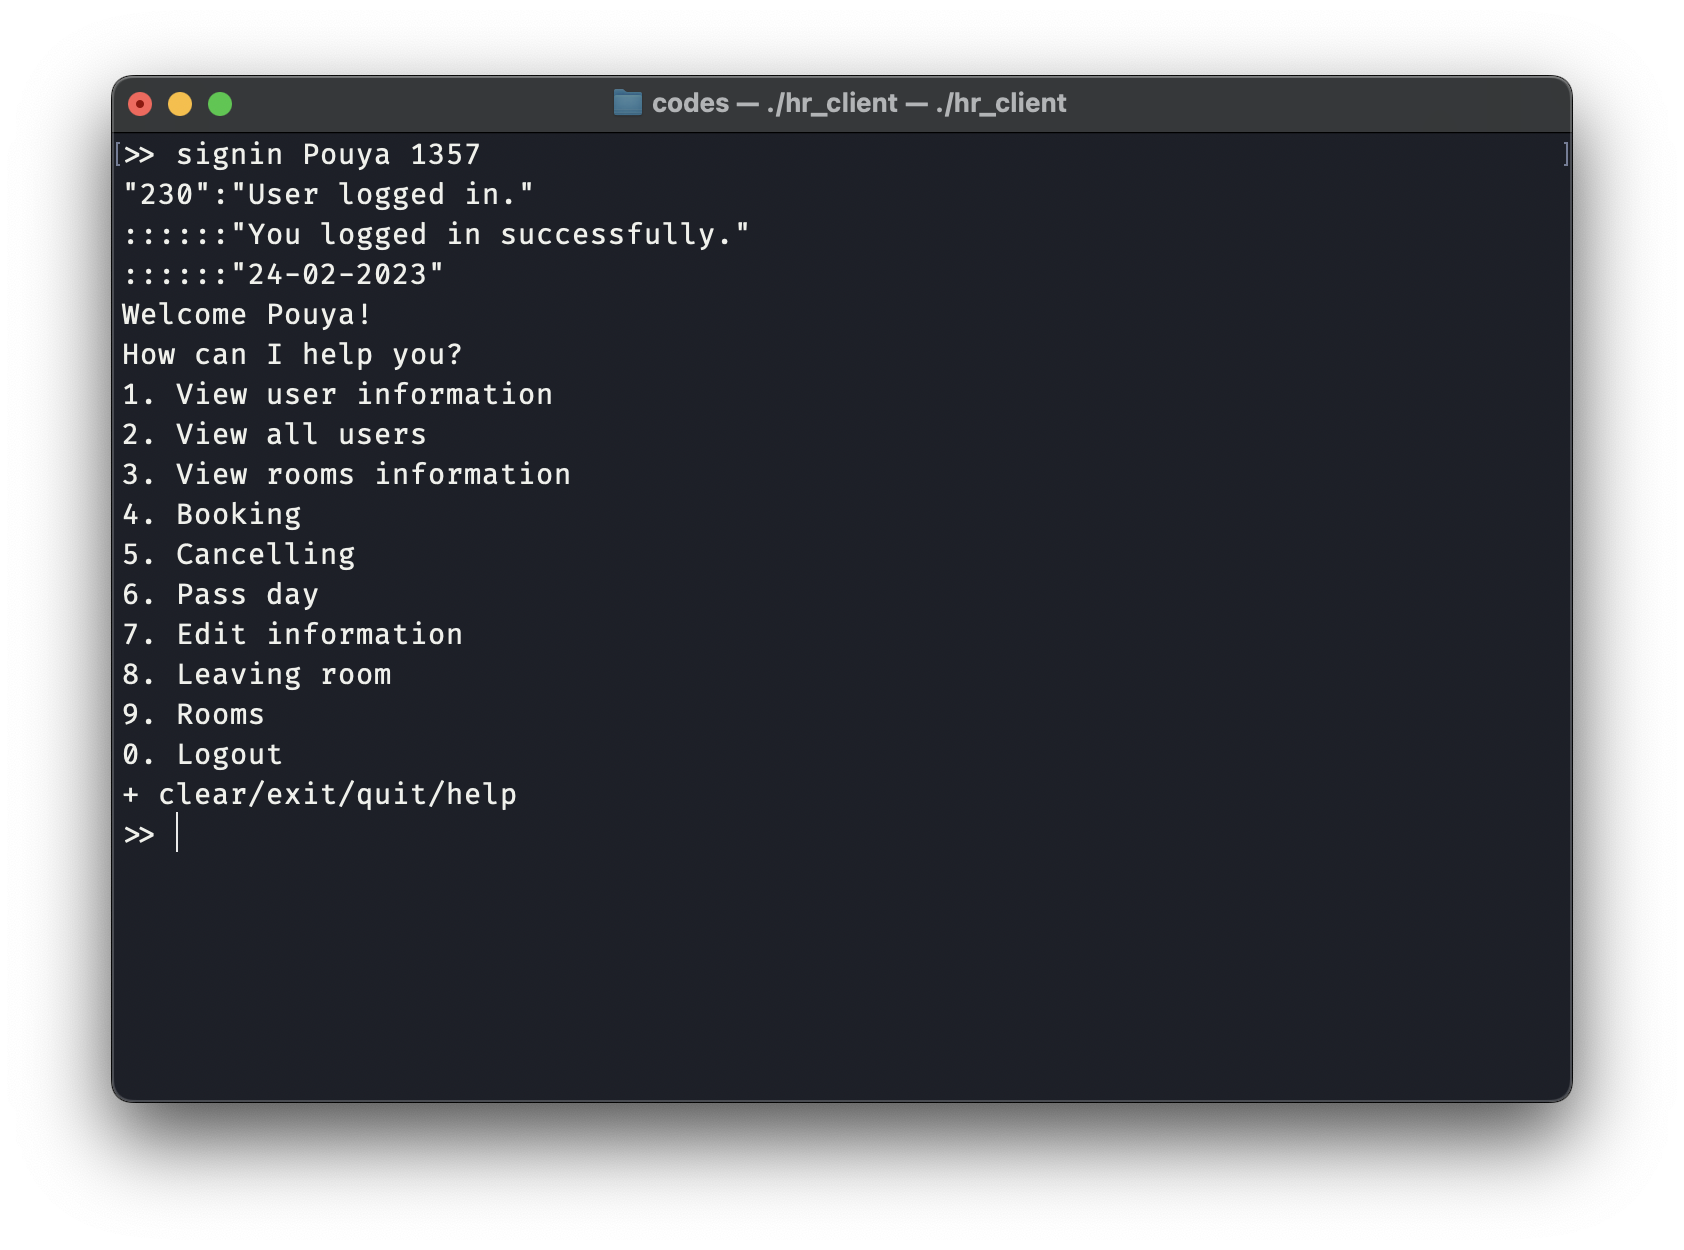 codes — ./hr_client — ./hr_client
[>> signin Pouya 1357 ]
"230":"User logged in."
::::::"You logged in successfully."
::::::"24-02-2023"
Welcome Pouya!
How can I help you?
1. View user information
2. View all users
3. View rooms information
4. Booking
5. Cancelling
6. Pass day
7. Edit information
8. Leaving room
9. Rooms
0. Logout
+ clear/exit/quit/help
>>